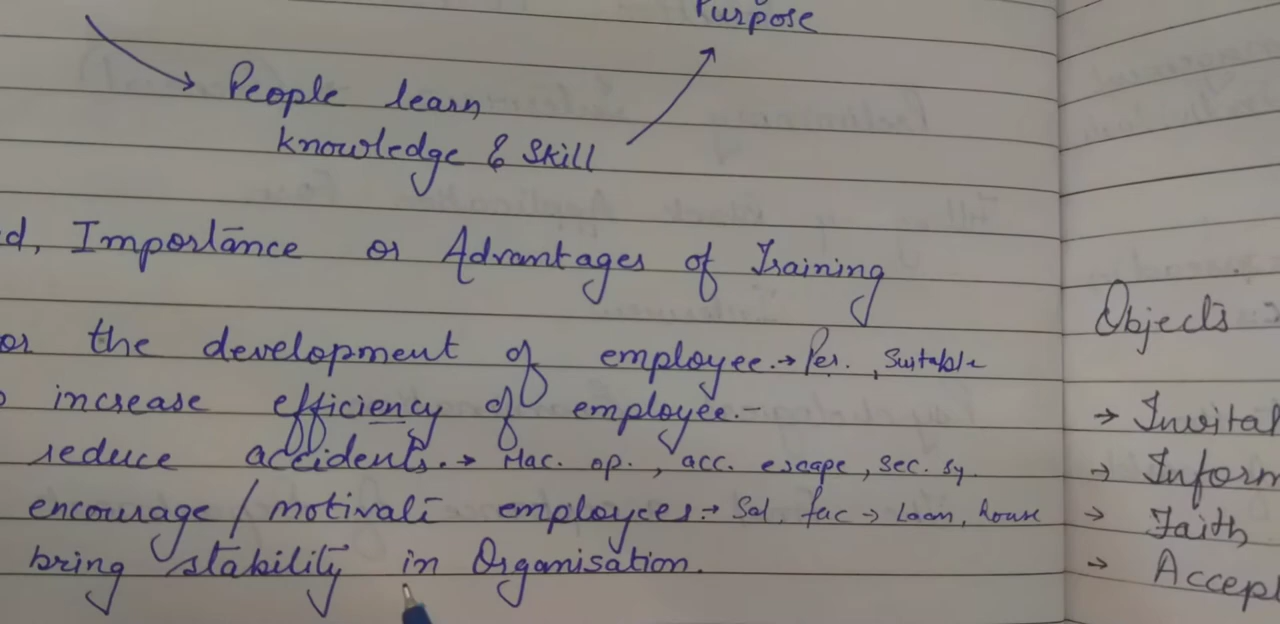 Purpose
People learn
knowledge & skill
d, Importance or Advantages of Training
or the development of employee.→ Per., Suitable
increase efficiency of employee.-
reduce accidents.→ Mac. op., acc. escape, Sec. sy.
encourage/motivate employees:→ Sal, fac → Loan, house
bring stability in Organisation.
Objects
→ Invitat
→ Inform
→ Faith
→ Accept